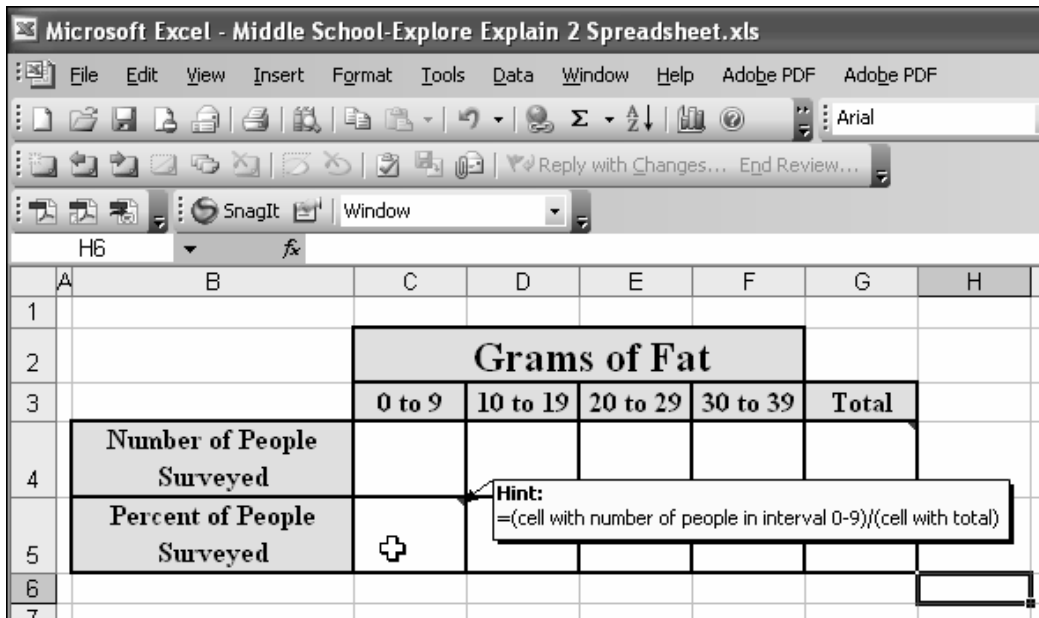 Microsoft Excel - Middle School-Explore Explain 2 Spreadsheet.xls
File Edit View Insert Format Tools Data Window Help Adobe PDF Adobe PDF
Σ A Z Arial
Reply with Changes... End Review...
SnagIt Window
H6 fx
A B C D E F G H
1
2 Grams of Fat
3 0 to 9 10 to 19 20 to 29 30 to 39 Total
Number of People
4 Surveyed
Hint:
=(cell with number of people in interval 0-9)/(cell with total)
Percent of People
5 Surveyed
6
7